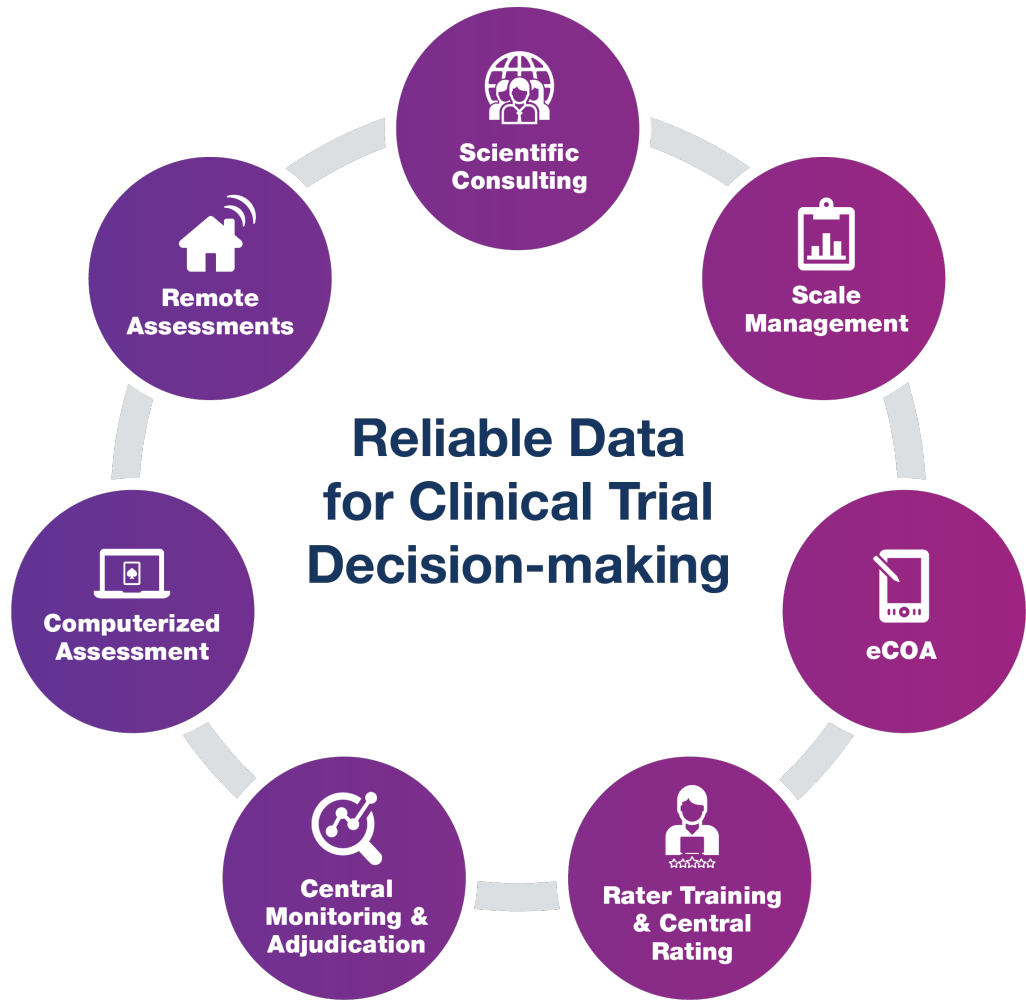 Scientific
Consulting
Scale
Management
eCOA
Rater Training
& Central
Rating
Central
Monitoring &
Adjudication
Computerized
Assessment
Remote
Assessments
Reliable Data
for Clinical Trial
Decision-making